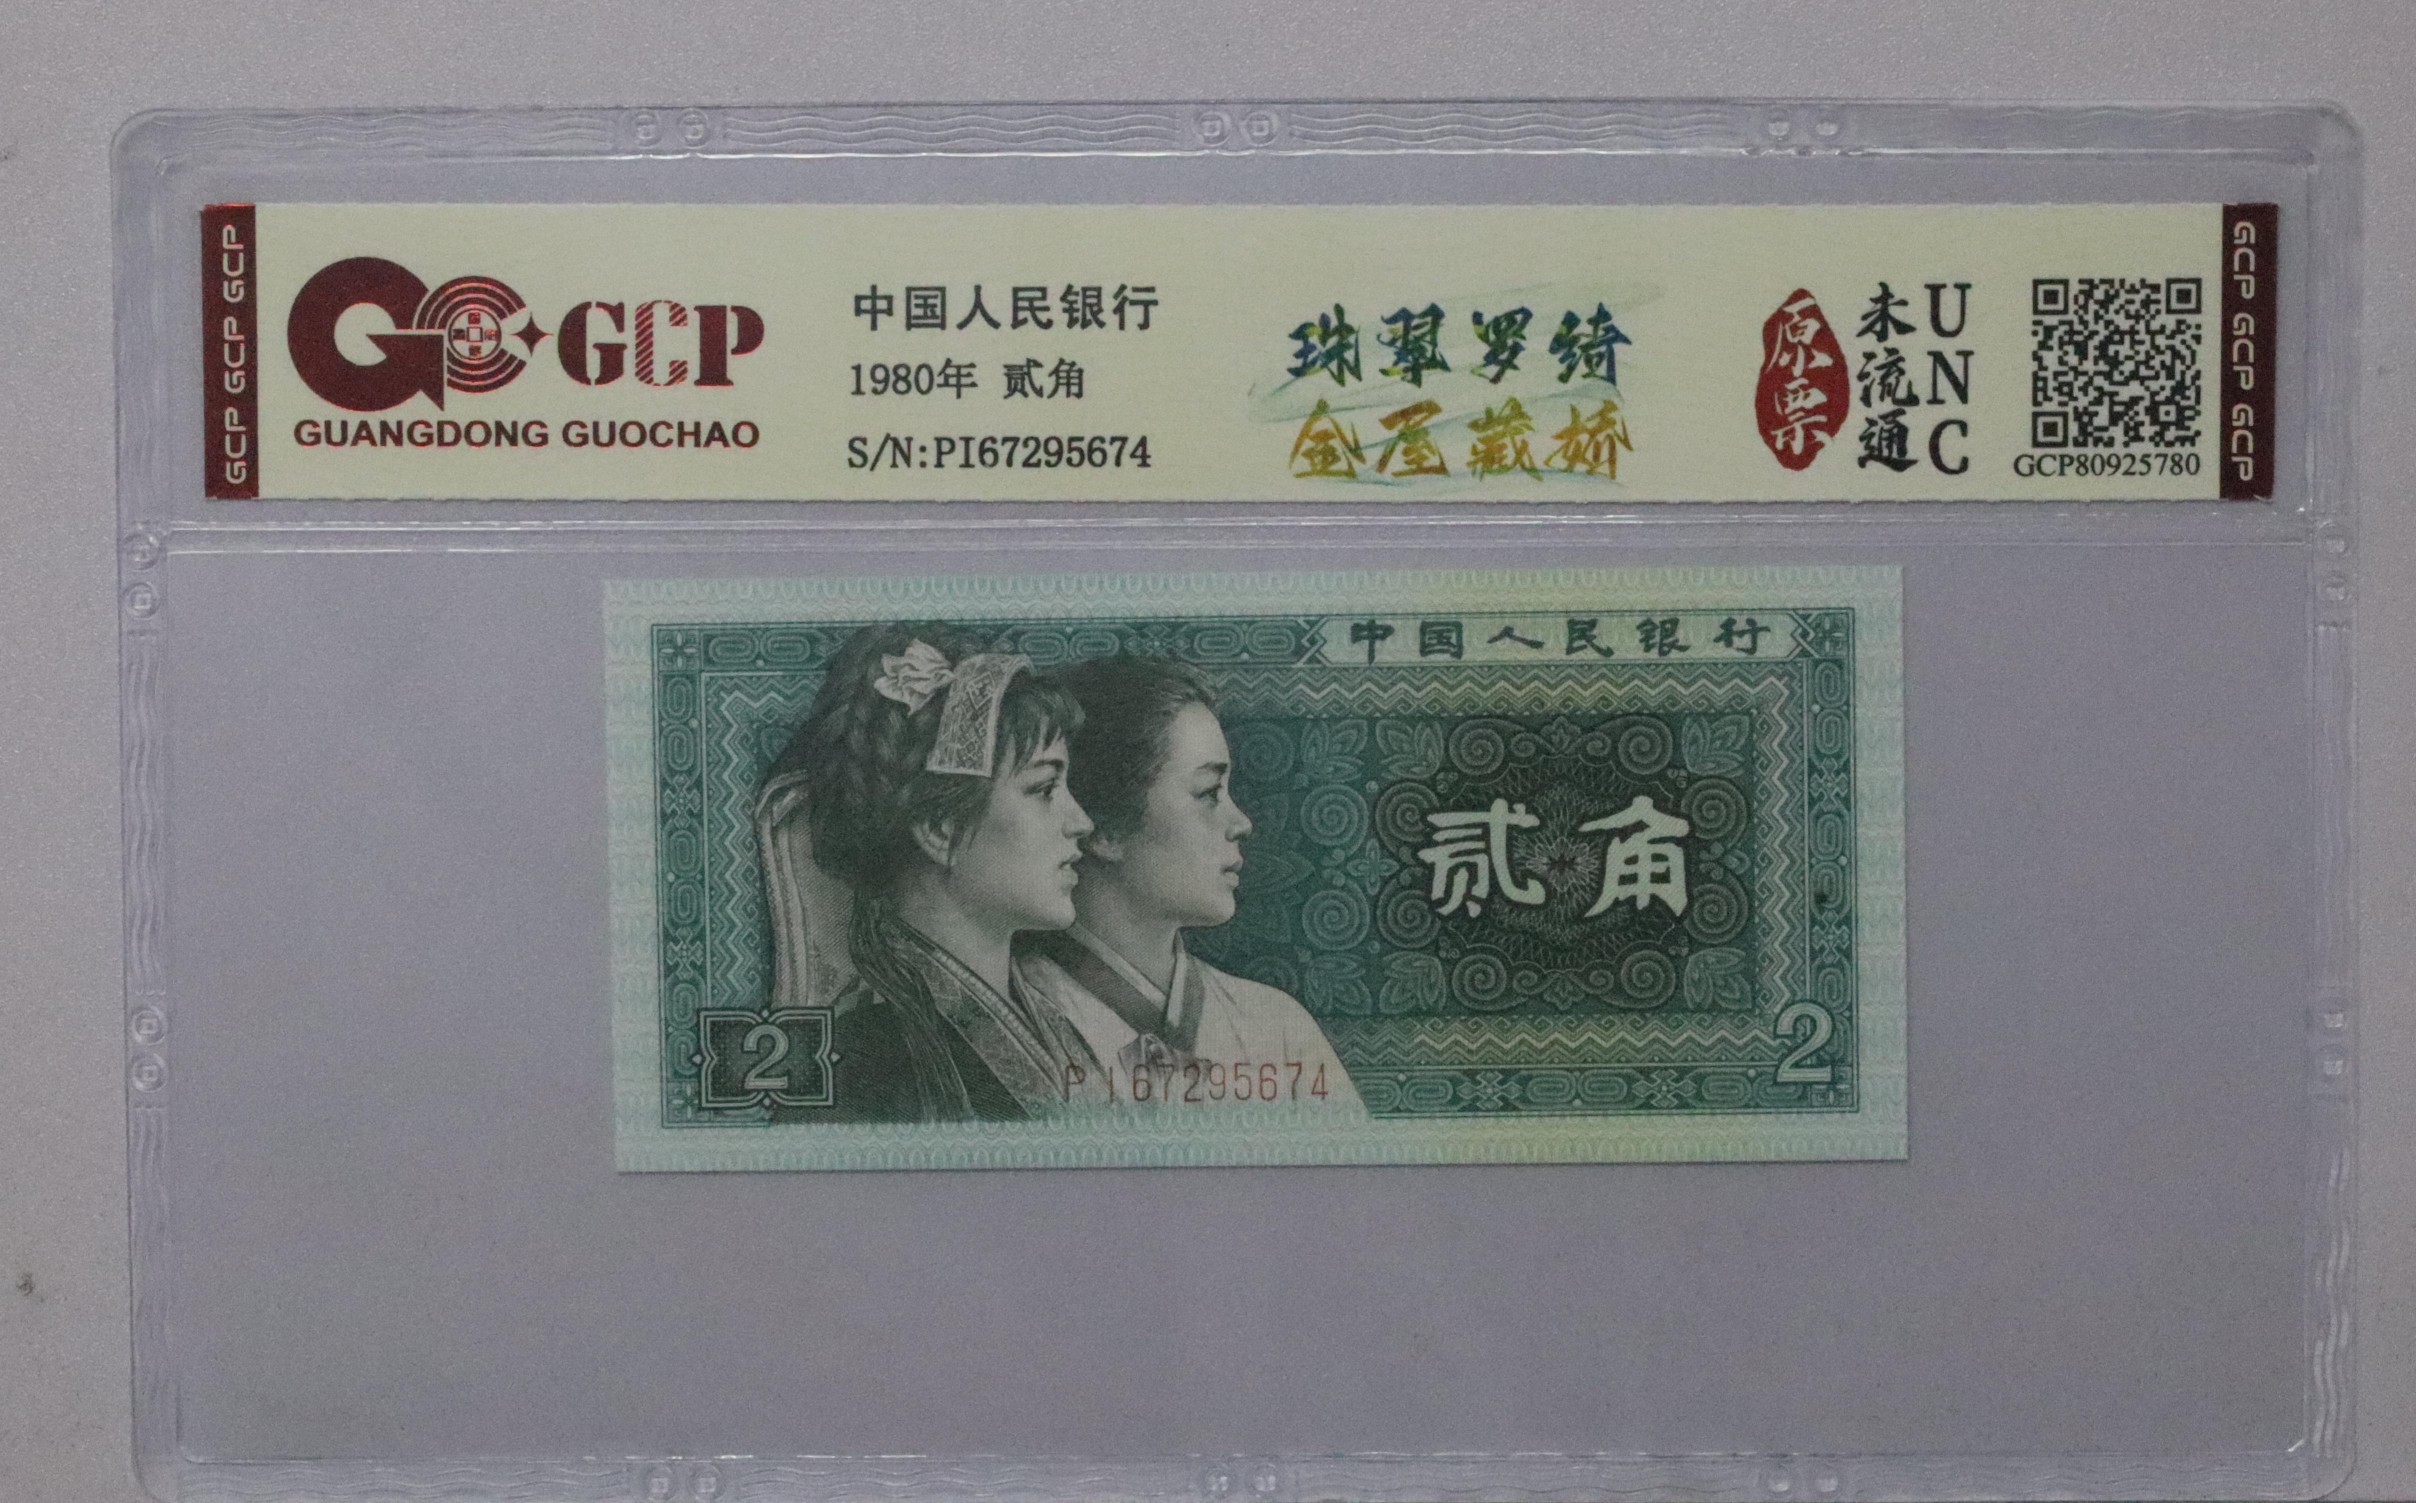 GCP GCP GCP
GCP
GUANGDONG GUOCHAO
中国人民银行
1980年 贰角
S/N:PI67295674
珠翠罗绮
金屋藏娇
原票
未流通
UNC
GCP80925780
GCP GCP GCP
中国人民银行
贰角
2
PI67295674
2